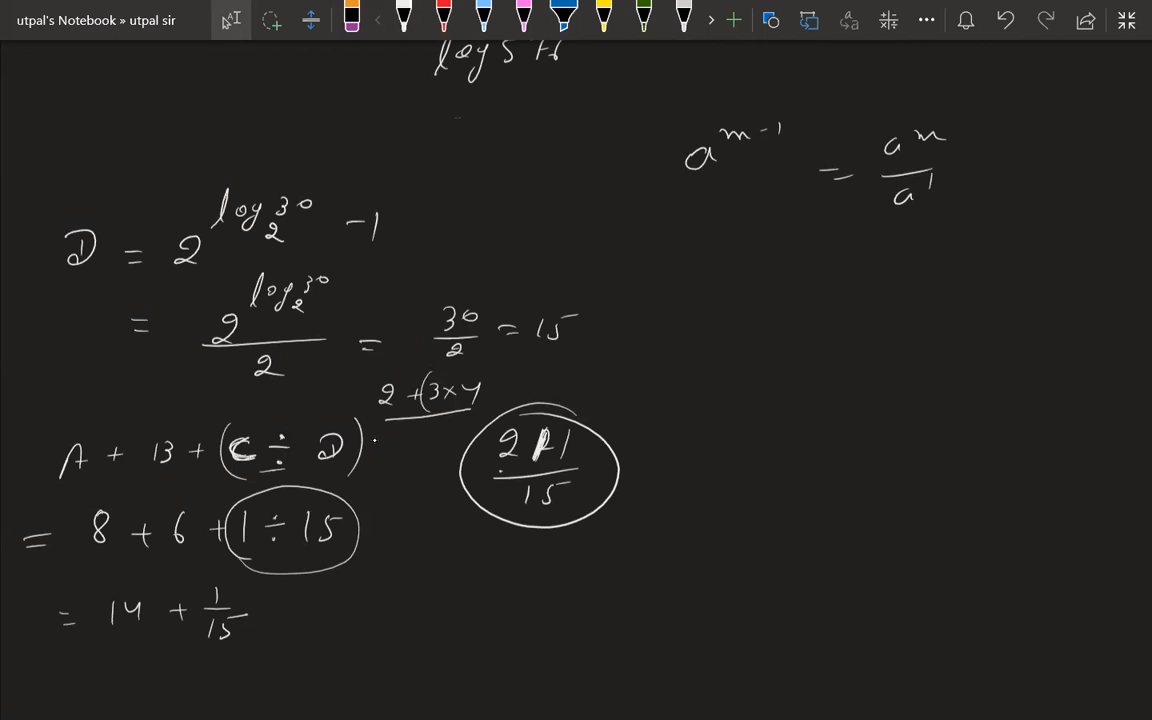 utpal's Notebook » utpal sir
log 5
a^{m-1} = a^m / a^1
D = 2^{log_2 30 - 1}
= 2^{log_2 30} / 2 = 30/2 = 15
2 + (3 × 4
A + 13 + (C ÷ D)
211/15
= 8 + 6 + 1 ÷ 15
= 14 + 1/15